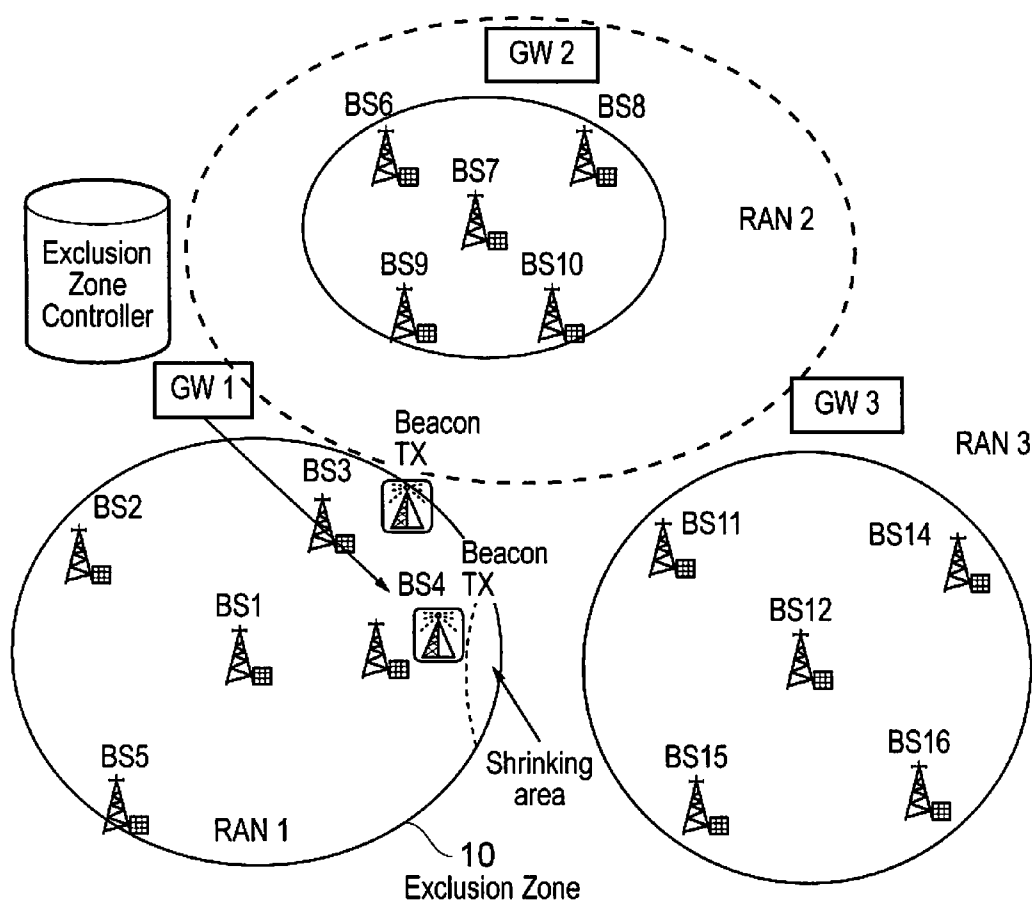 GW 2
BS6
BS8
BS7
RAN 2
Exclusion
Zone
Controller
BS9
BS10
GW 1
GW 3
Beacon
TX
RAN 3
BS3
BS2
BS11
BS14
Beacon
TX
BS4
BS1
BS12
BS5
Shrinking
area
BS15
BS16
RAN 1
10
Exclusion Zone